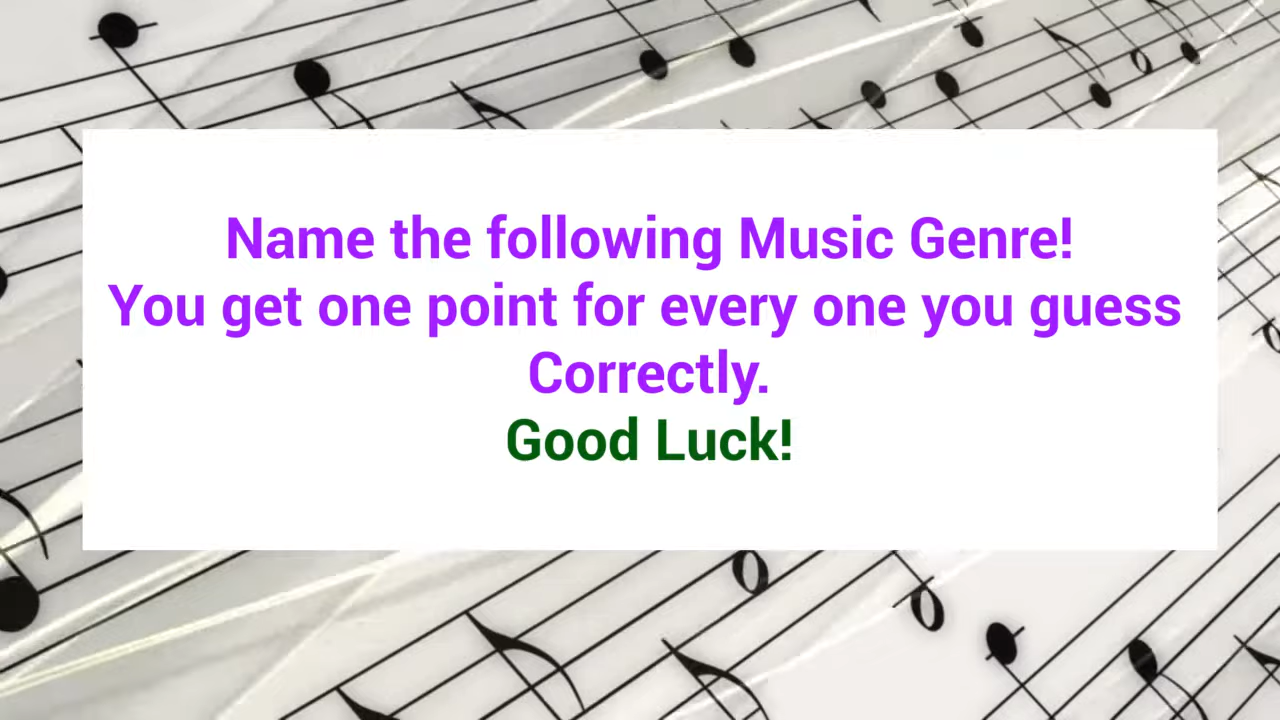 Name the following Music Genre!
You get one point for every one you guess
Correctly.
Good Luck!